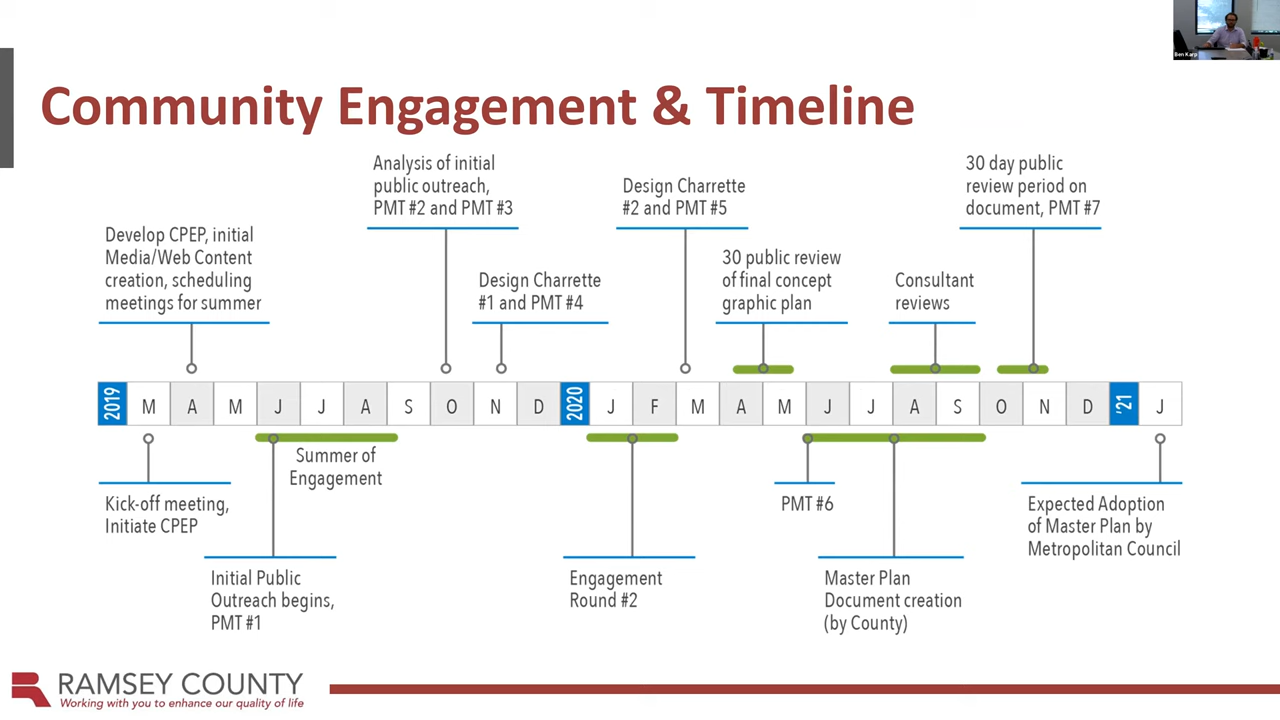 Ben Karp
Community Engagement & Timeline
Develop CPEP, initial
Media/Web Content
creation, scheduling
meetings for summer
Analysis of initial
public outreach,
PMT #2 and PMT #3
Design Charrette
#1 and PMT #4
Design Charrette
#2 and PMT #5
30 public review
of final concept
graphic plan
Consultant
reviews
30 day public
review period on
document, PMT #7
2019 M A M J J A S O N D 2020 J F M A M J J A S O N D '21 J
Kick-off meeting,
Initiate CPEP
Summer of
Engagement
Initial Public
Outreach begins,
PMT #1
Engagement
Round #2
PMT #6
Master Plan
Document creation
(by County)
Expected Adoption
of Master Plan by
Metropolitan Council
RAMSEY COUNTY
Working with you to enhance our quality of life